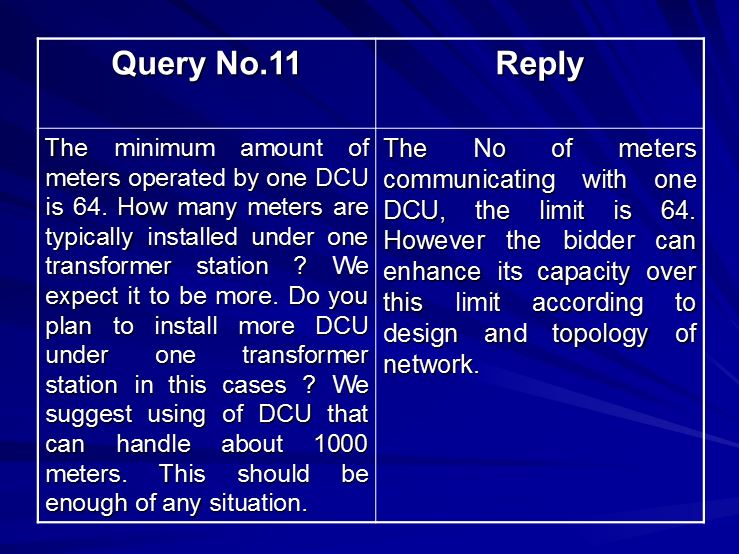 Query No.11
Reply
The minimum amount of
meters operated by one DCU
is 64. How many meters are
typically installed under one
transformer station ? We
expect it to be more. Do you
plan to install more DCU
under one transformer
station in this cases ? We
suggest using of DCU that
can handle about 1000
meters. This should be
enough of any situation.
The No of meters
communicating with one
DCU, the limit is 64.
However the bidder can
enhance its capacity over
this limit according to
design and topology of
network.